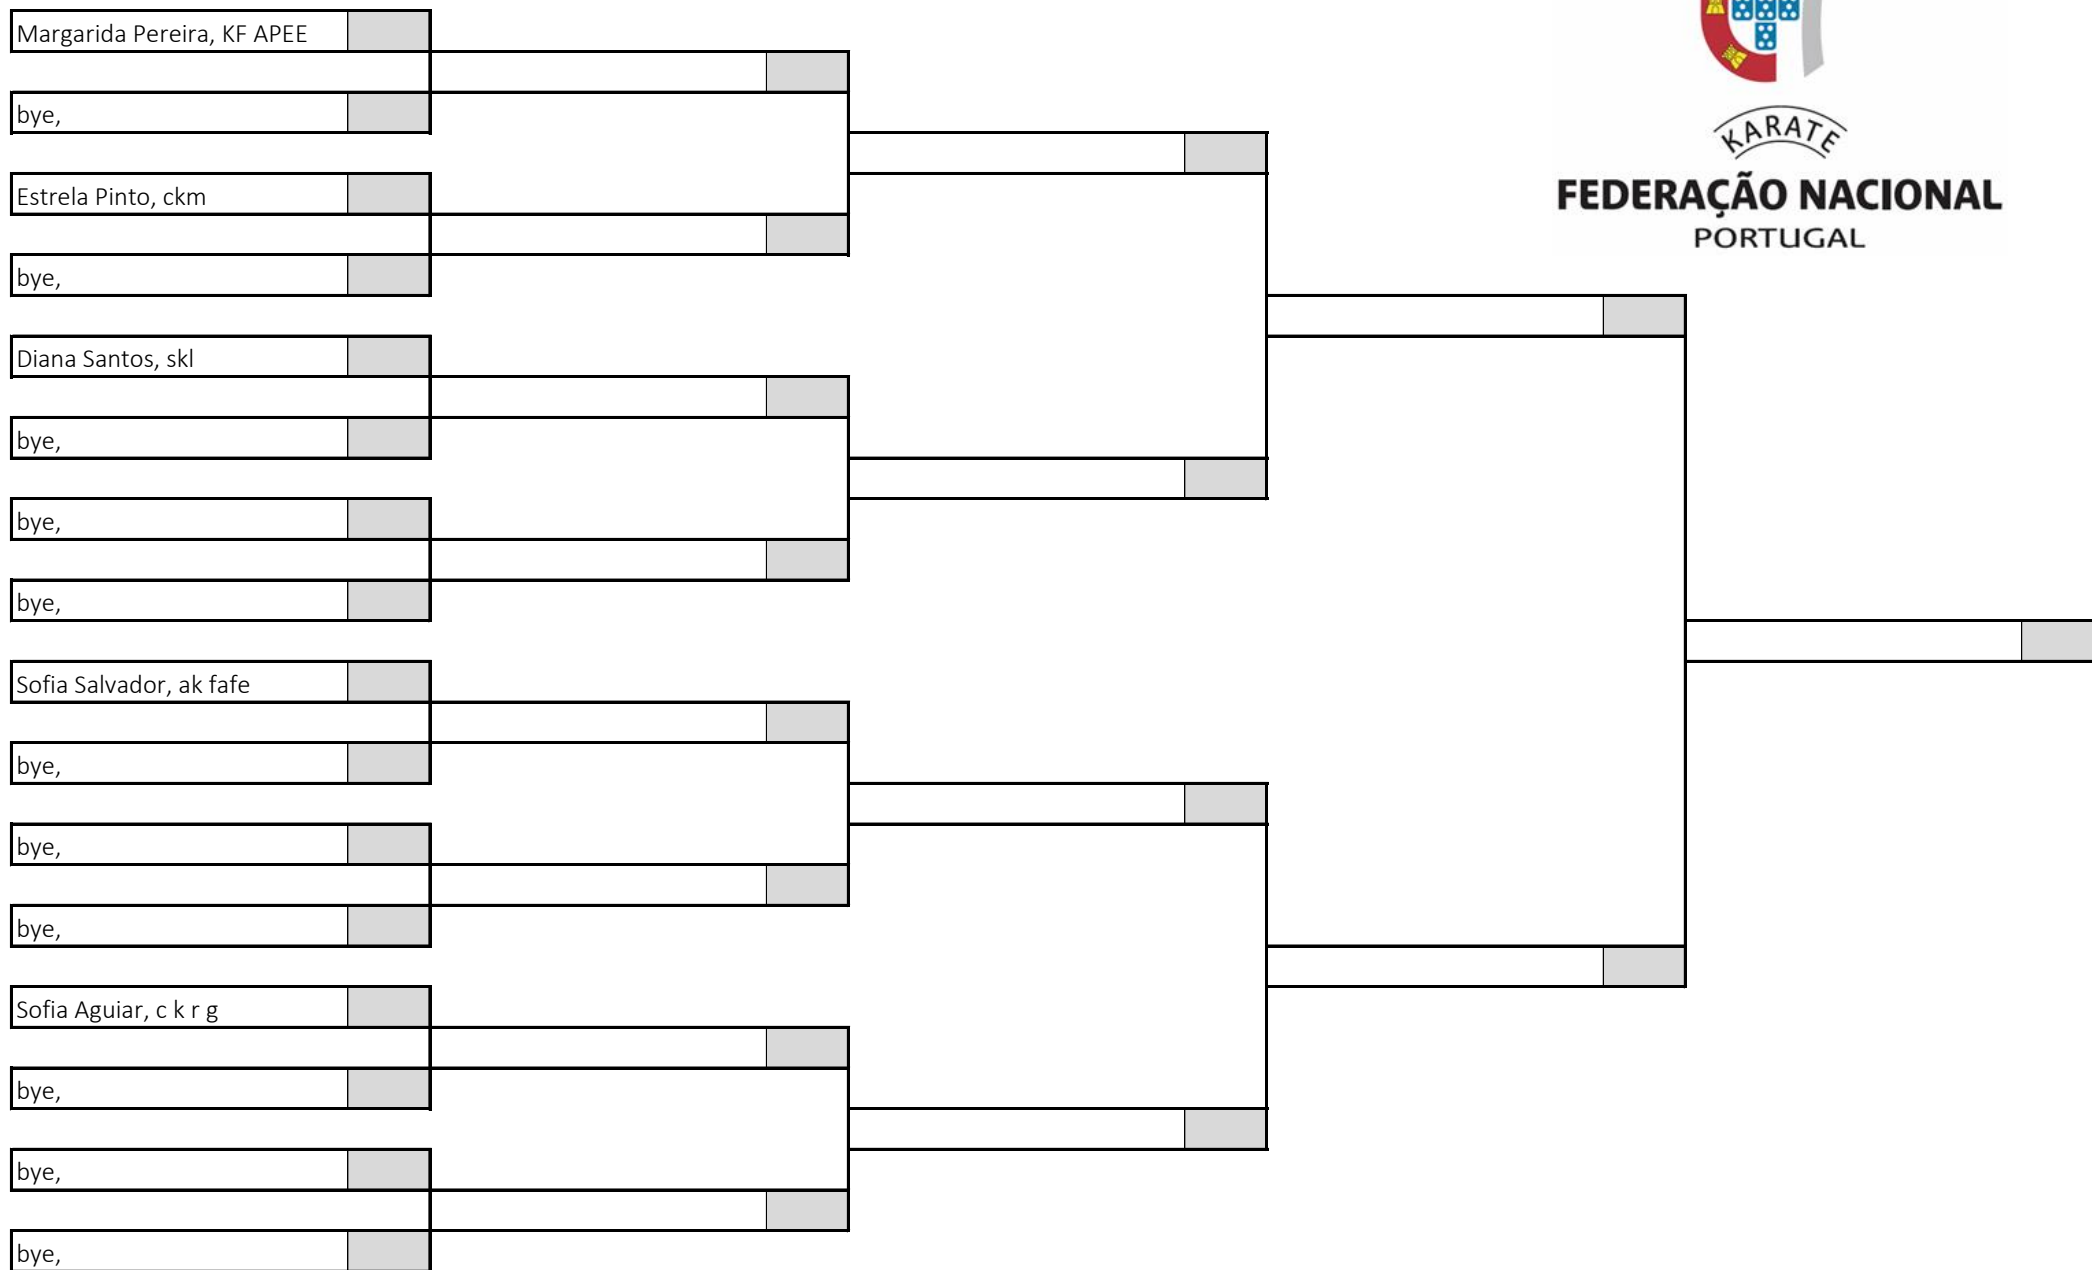 Margarida Pereira, KF APEE
bye,
Estrela Pinto, ckm
bye,
Diana Santos, skl
bye,
bye,
bye,
Sofia Salvador, ak fafe
bye,
bye,
bye,
Sofia Aguiar, c k r g
bye,
bye,
bye,
KARATE
FEDERAÇÃO NACIONAL
PORTUGAL